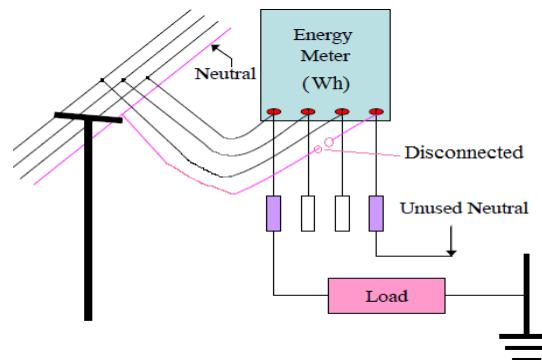 Energy
Meter
(Wh)
Neutral
Disconnected
Unused Neutral
Load